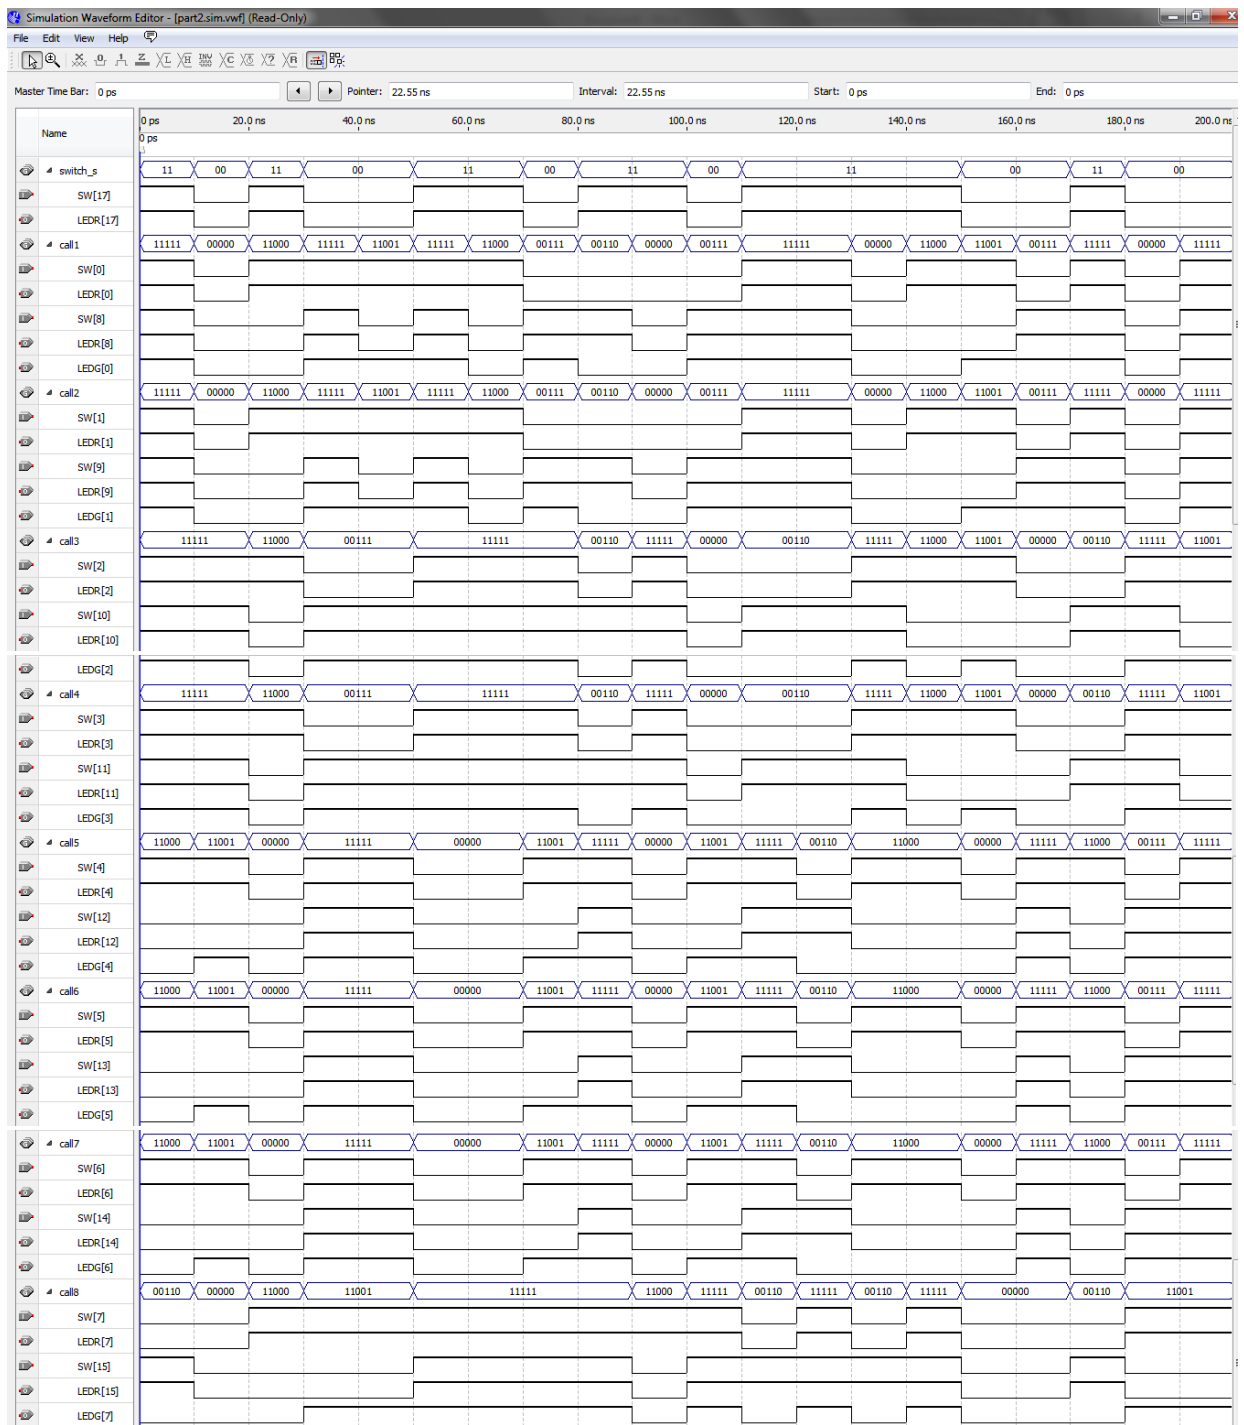 Simulation Waveform Editor - [part2.sim.vwf] (Read-Only)
File Edit View Help
Master Time Bar: 0 ps Pointer: 22.55 ns Interval: 22.55 ns Start: 0 ps End: 0 ps
Name 0 ps 20.0 ns 40.0 ns 60.0 ns 80.0 ns 100.0 ns 120.0 ns 140.0 ns 160.0 ns 180.0 ns 200.0 ns
0 ps
switch_s 11 00 11 00 11 00 11 00 11 00 11 00
SW[17]
LEDR[17]
call1 11111 00000 11000 11111 11001 11111 11000 00111 00110 00000 00111 11111 00000 11000 11001 00111 11111 00000 11111
SW[0]
LEDR[0]
SW[8]
LEDR[8]
LEDG[0]
call2 11111 00000 11000 11111 11001 11111 11000 00111 00110 00000 00111 11111 00000 11000 11001 00111 11111 00000 11111
SW[1]
LEDR[1]
SW[9]
LEDR[9]
LEDG[1]
call3 11111 11000 00111 11111 00110 11111 00000 00110 11111 11000 11001 00000 00110 11111 11001
SW[2]
LEDR[2]
SW[10]
LEDR[10]
LEDG[2]
call4 11111 11000 00111 11111 00110 11111 00000 00110 11111 11000 11001 00000 00110 11111 11001
SW[3]
LEDR[3]
SW[11]
LEDR[11]
LEDG[3]
call5 11000 11001 00000 11111 00000 11001 11111 00000 11001 11111 00110 11000 00000 11111 11000 00111 11111
SW[4]
LEDR[4]
SW[12]
LEDR[12]
LEDG[4]
call6 11000 11001 00000 11111 00000 11001 11111 00000 11001 11111 00110 11000 00000 11111 11000 00111 11111
SW[5]
LEDR[5]
SW[13]
LEDR[13]
LEDG[5]
call7 11000 11001 00000 11111 00000 11001 11111 00000 11001 11111 00110 11000 00000 11111 11000 00111 11111
SW[6]
LEDR[6]
SW[14]
LEDR[14]
LEDG[6]
call8 00110 00000 11000 11001 11111 11000 11111 00110 11111 00110 11111 00000 00110 11001
SW[7]
LEDR[7]
SW[15]
LEDR[15]
LEDG[7]